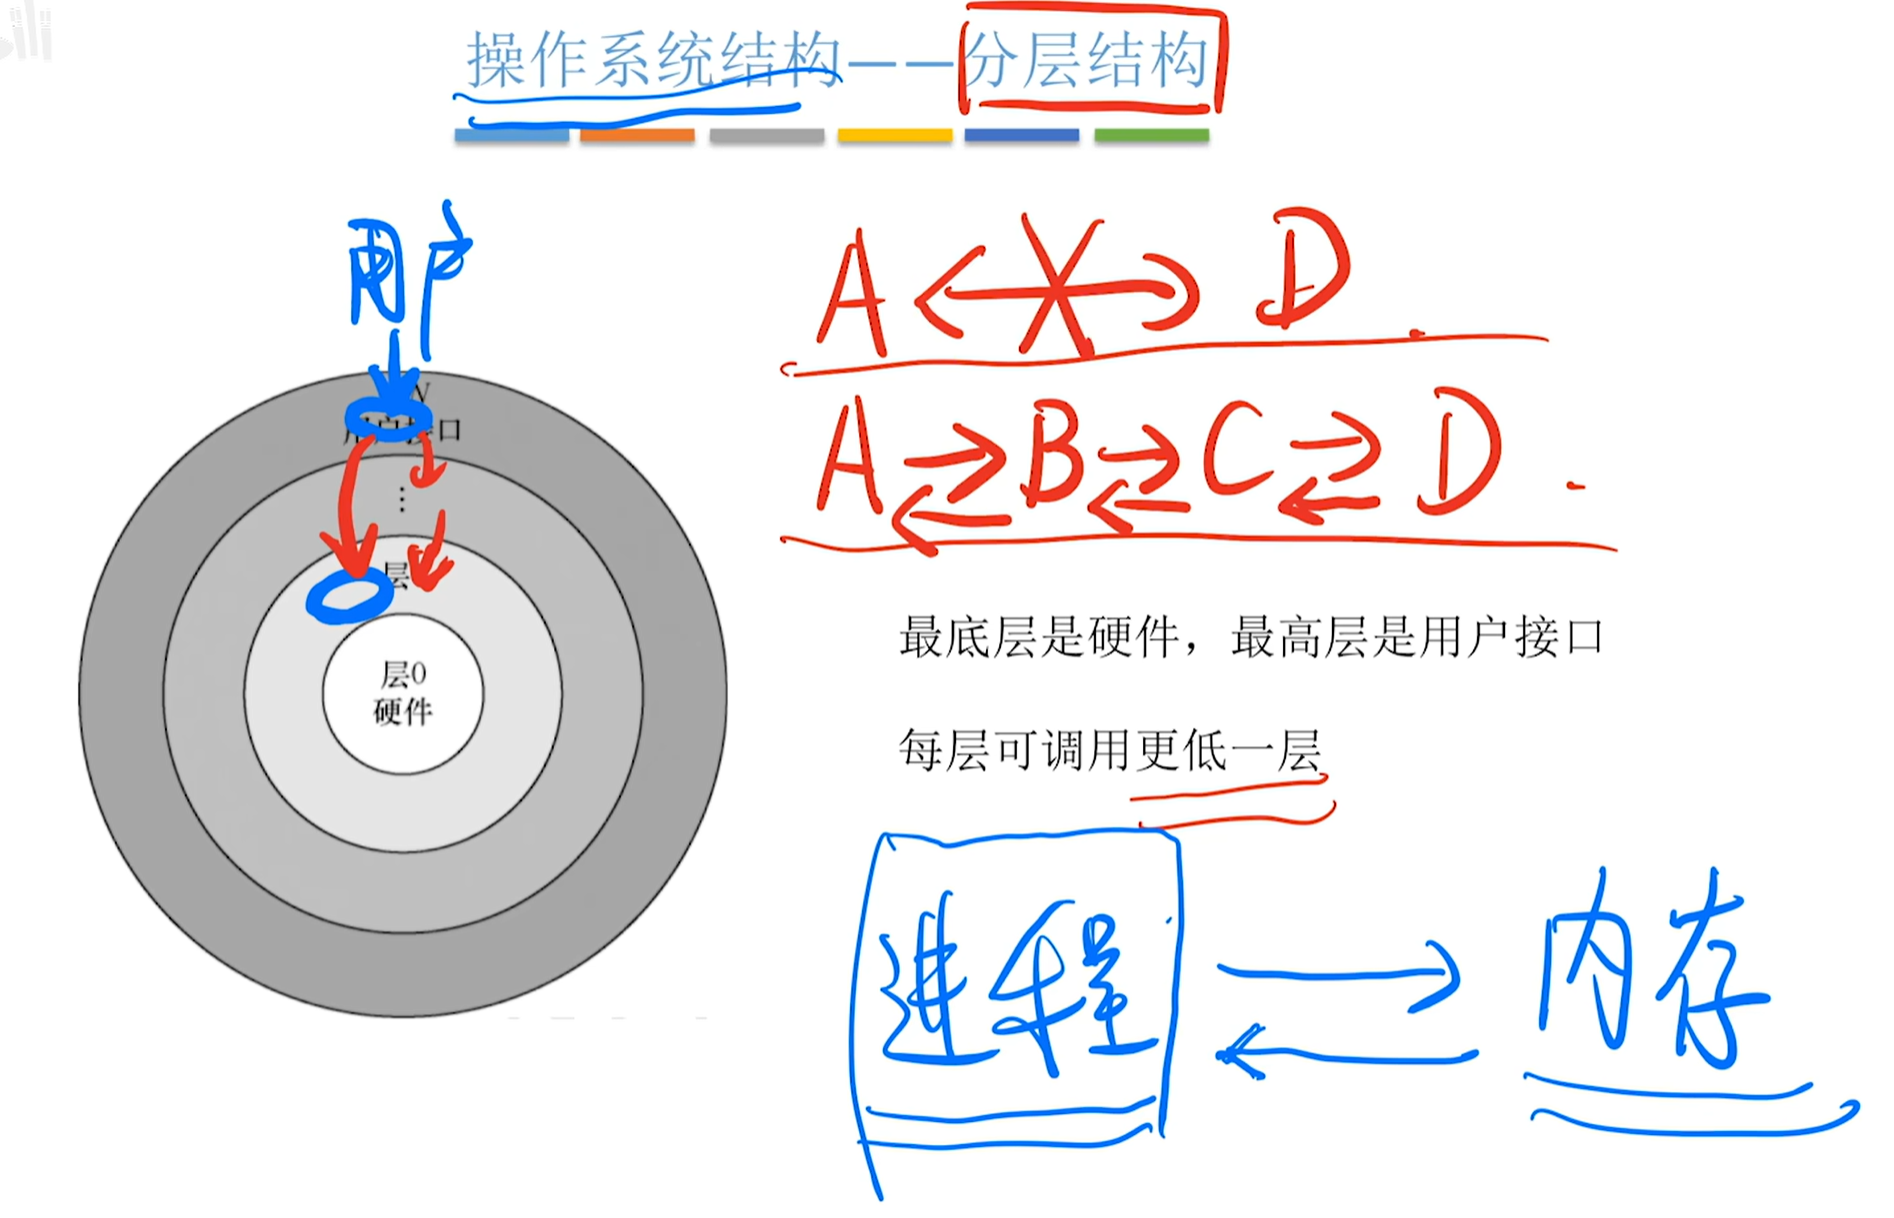 操作系统结构——分层结构
用户
A D
A B C D
用户接口
⋮
层
层0
硬件
最底层是硬件，最高层是用户接口
每层可调用更低一层
进程 内存